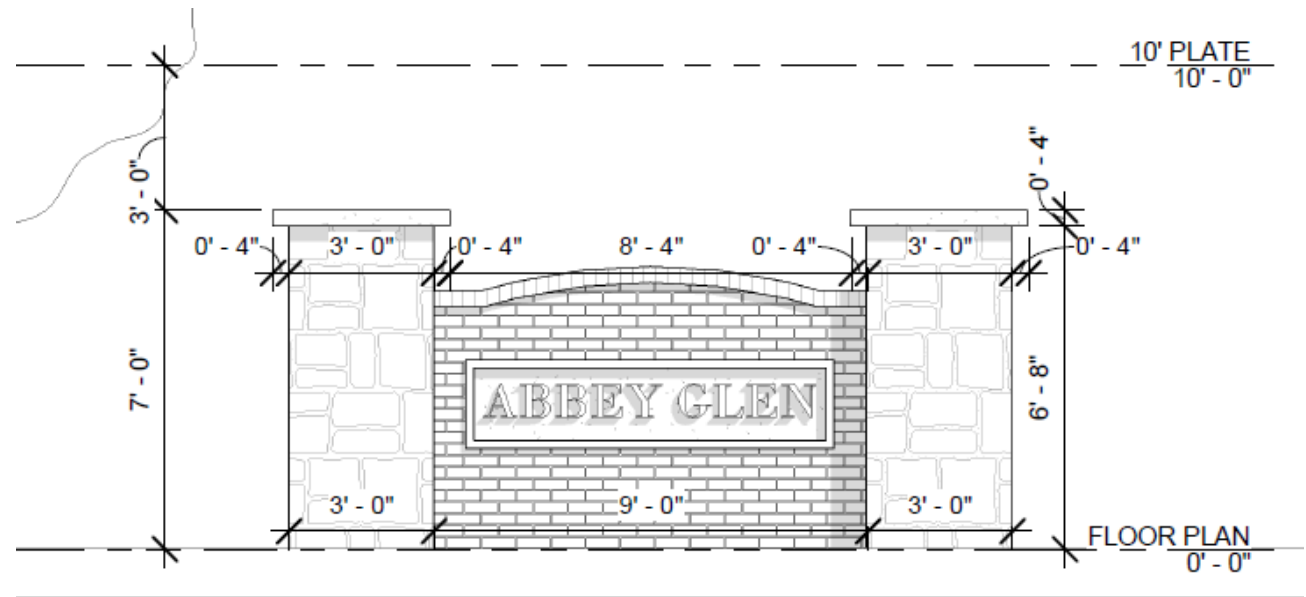 10' PLATE
10' - 0"
3' - 0"
0' - 4"
0' - 4"
3' - 0"
0' - 4"
8' - 4"
0' - 4"
3' - 0"
0' - 4"
7' - 0"
ABBEY GLEN
6' - 8"
3' - 0"
9' - 0"
3' - 0"
FLOOR PLAN
0' - 0"